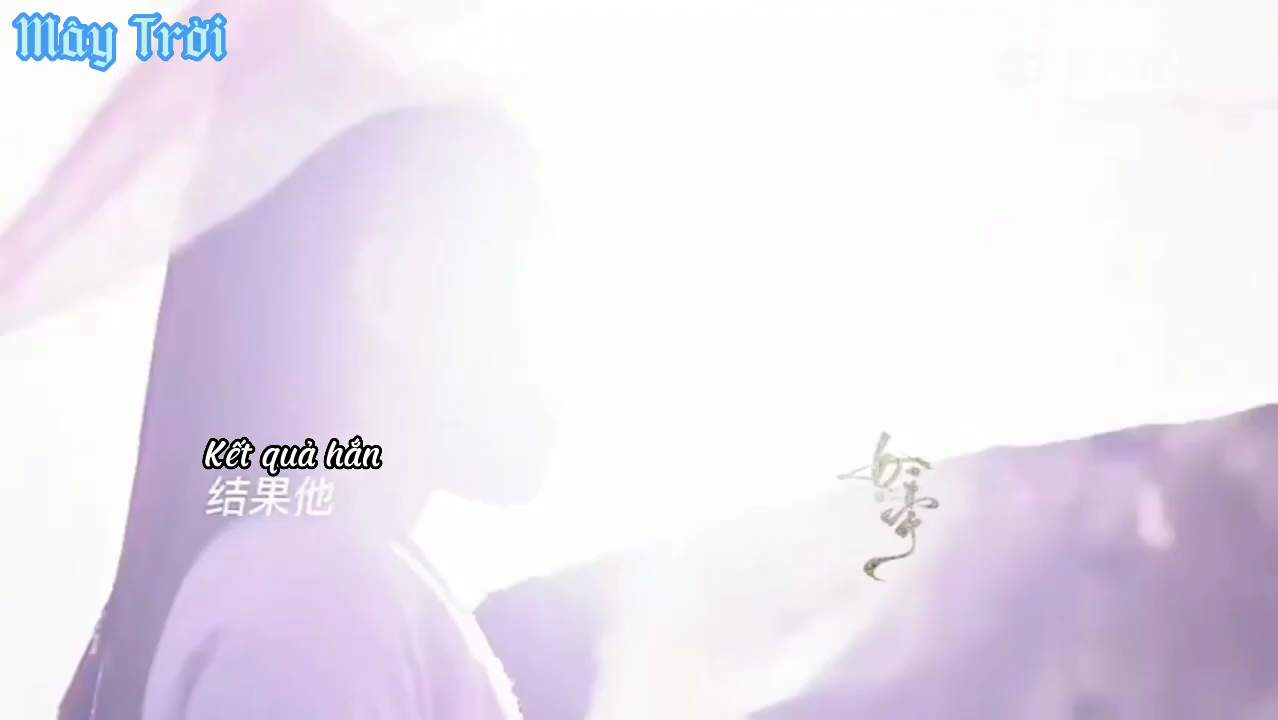 Mây Trời
Kết quả hắn
结果他